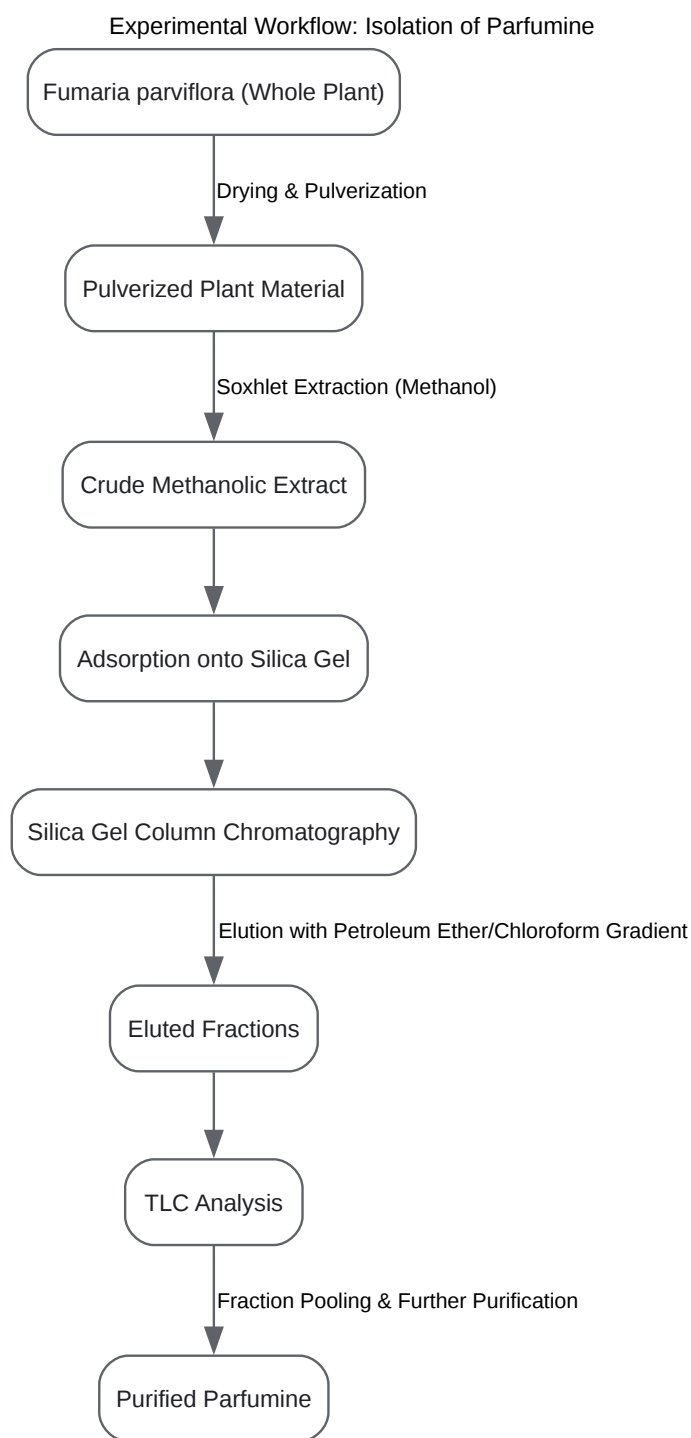 Experimental Workflow: Isolation of Parfumine
Fumaria parviflora (Whole Plant)
Drying & Pulverization
Pulverized Plant Material
Soxhlet Extraction (Methanol)
Crude Methanolic Extract
Adsorption onto Silica Gel
Silica Gel Column Chromatography
Elution with Petroleum Ether/Chloroform Gradient
Eluted Fractions
TLC Analysis
Fraction Pooling & Further Purification
Purified Parfumine